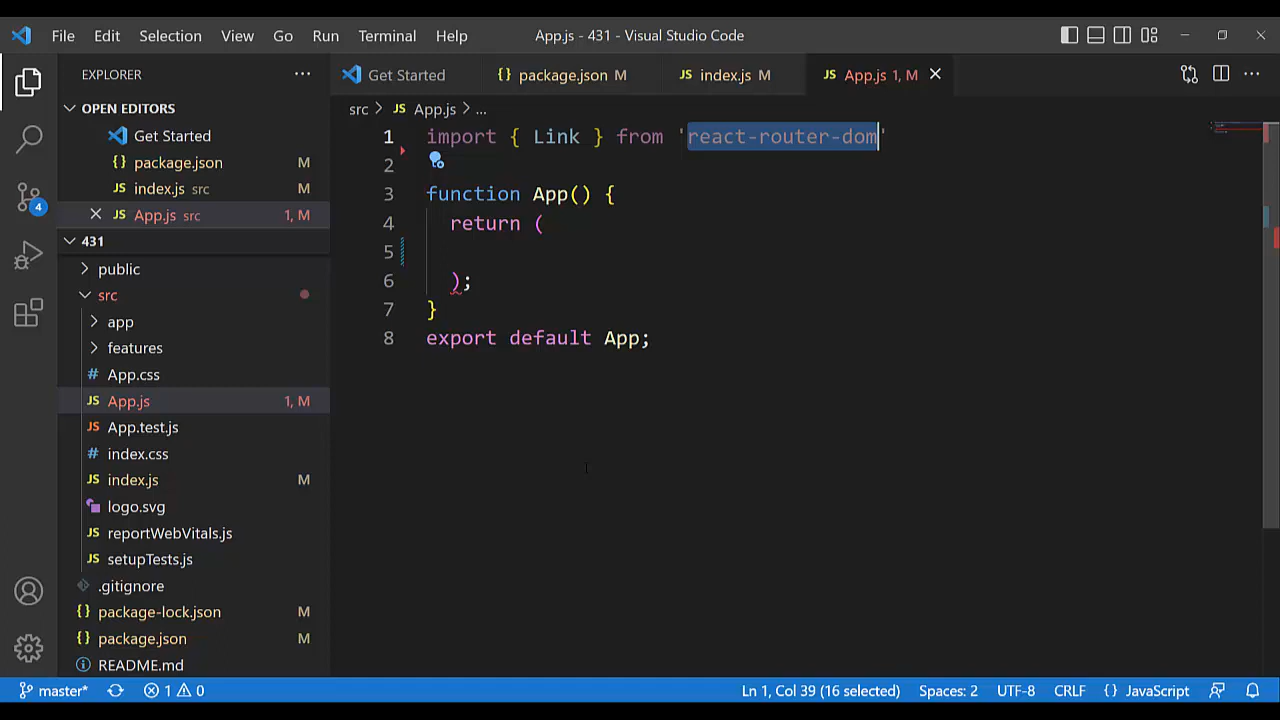 File Edit Selection View Go Run Terminal Help App.js - 431 - Visual Studio Code
EXPLORER
OPEN EDITORS
Get Started
package.json M
index.js src M
App.js src 1, M
431
public
src
app
features
App.css
App.js 1, M
App.test.js
index.css
index.js M
logo.svg
reportWebVitals.js
setupTests.js
.gitignore
package-lock.json M
package.json M
README.md
4
Get Started package.json M index.js M App.js 1, M
src > App.js > ...
1 import { Link } from 'react-router-dom'
2
3 function App() {
4 return (
5
6 );
7 }
8 export default App;
master* 1 0 Ln 1, Col 39 (16 selected) Spaces: 2 UTF-8 CRLF {} JavaScript